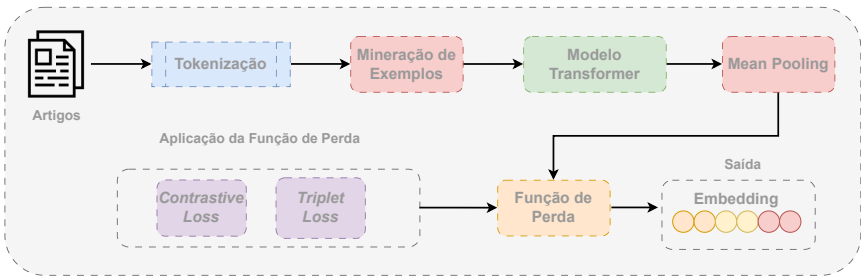 Artigos
Tokenização
Mineração de
Exemplos
Modelo
Transformer
Mean Pooling
Aplicação da Função de Perda
Contrastive
Loss
Triplet
Loss
Função de
Perda
Saída
Embedding